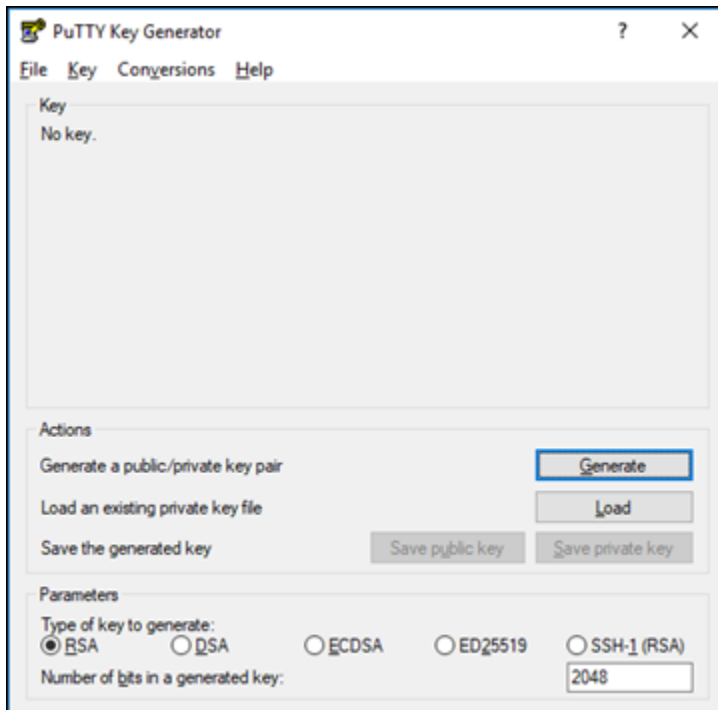 PuTTY Key Generator ?
File Key Conversions Help
Key
No key.
Actions
Generate a public/private key pair Generate
Load an existing private key file Load
Save the generated key Save public key Save private key
Parameters
Type of key to generate:
RSA DSA ECDSA ED25519 SSH-1 (RSA)
Number of bits in a generated key: 2048